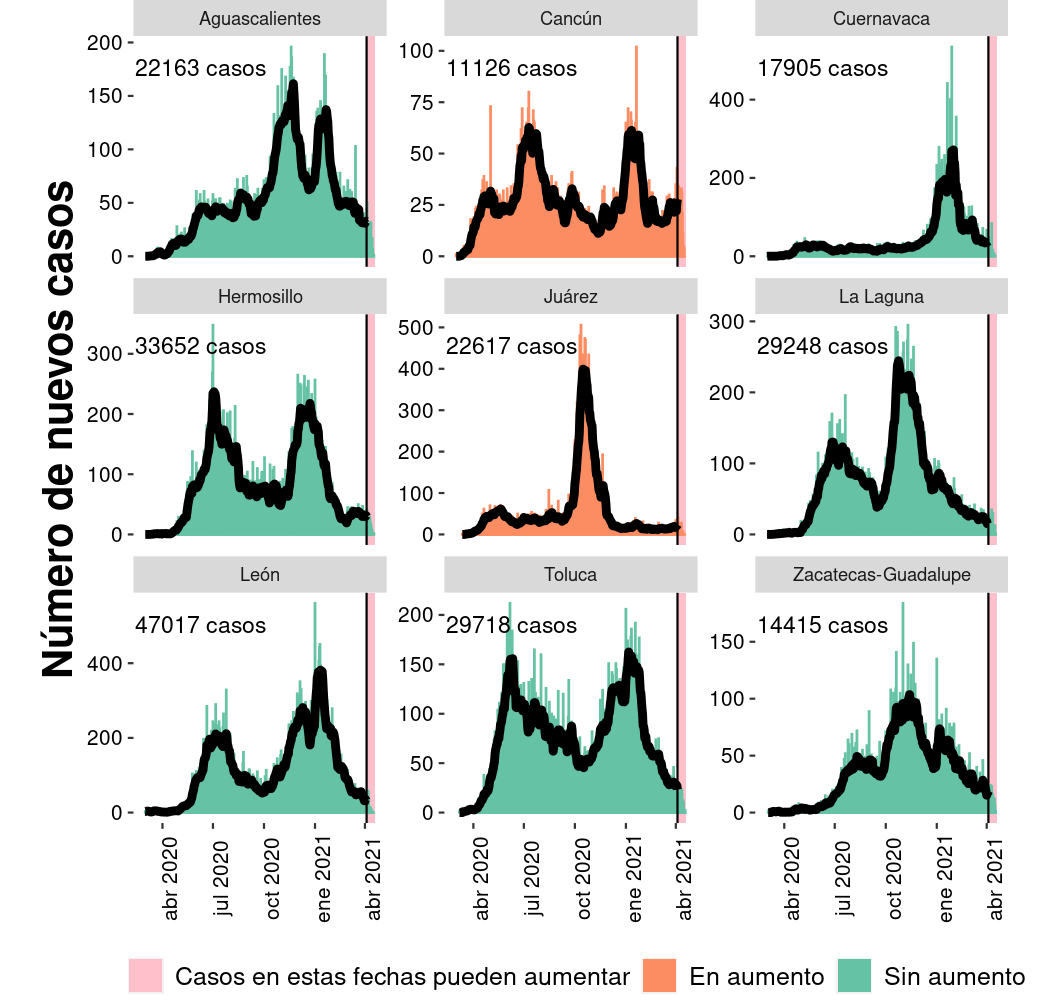 Número de nuevos casos
Aguascalientes
Cancún
Cuernavaca
200
150
100
50
0
22163 casos
100
75
50
25
0
11126 casos
400
200
0
17905 casos
Hermosillo
Juárez
La Laguna
300
200
100
0
33652 casos
500
400
300
200
100
0
22617 casos
300
200
100
0
29248 casos
León
Toluca
Zacatecas-Guadalupe
400
200
0
47017 casos
200
150
100
50
0
29718 casos
150
100
50
0
14415 casos
abr 2020
jul 2020
oct 2020
ene 2021
abr 2021
abr 2020
jul 2020
oct 2020
ene 2021
abr 2021
abr 2020
jul 2020
oct 2020
ene 2021
abr 2021
Casos en estas fechas pueden aumentar
En aumento
Sin aumento